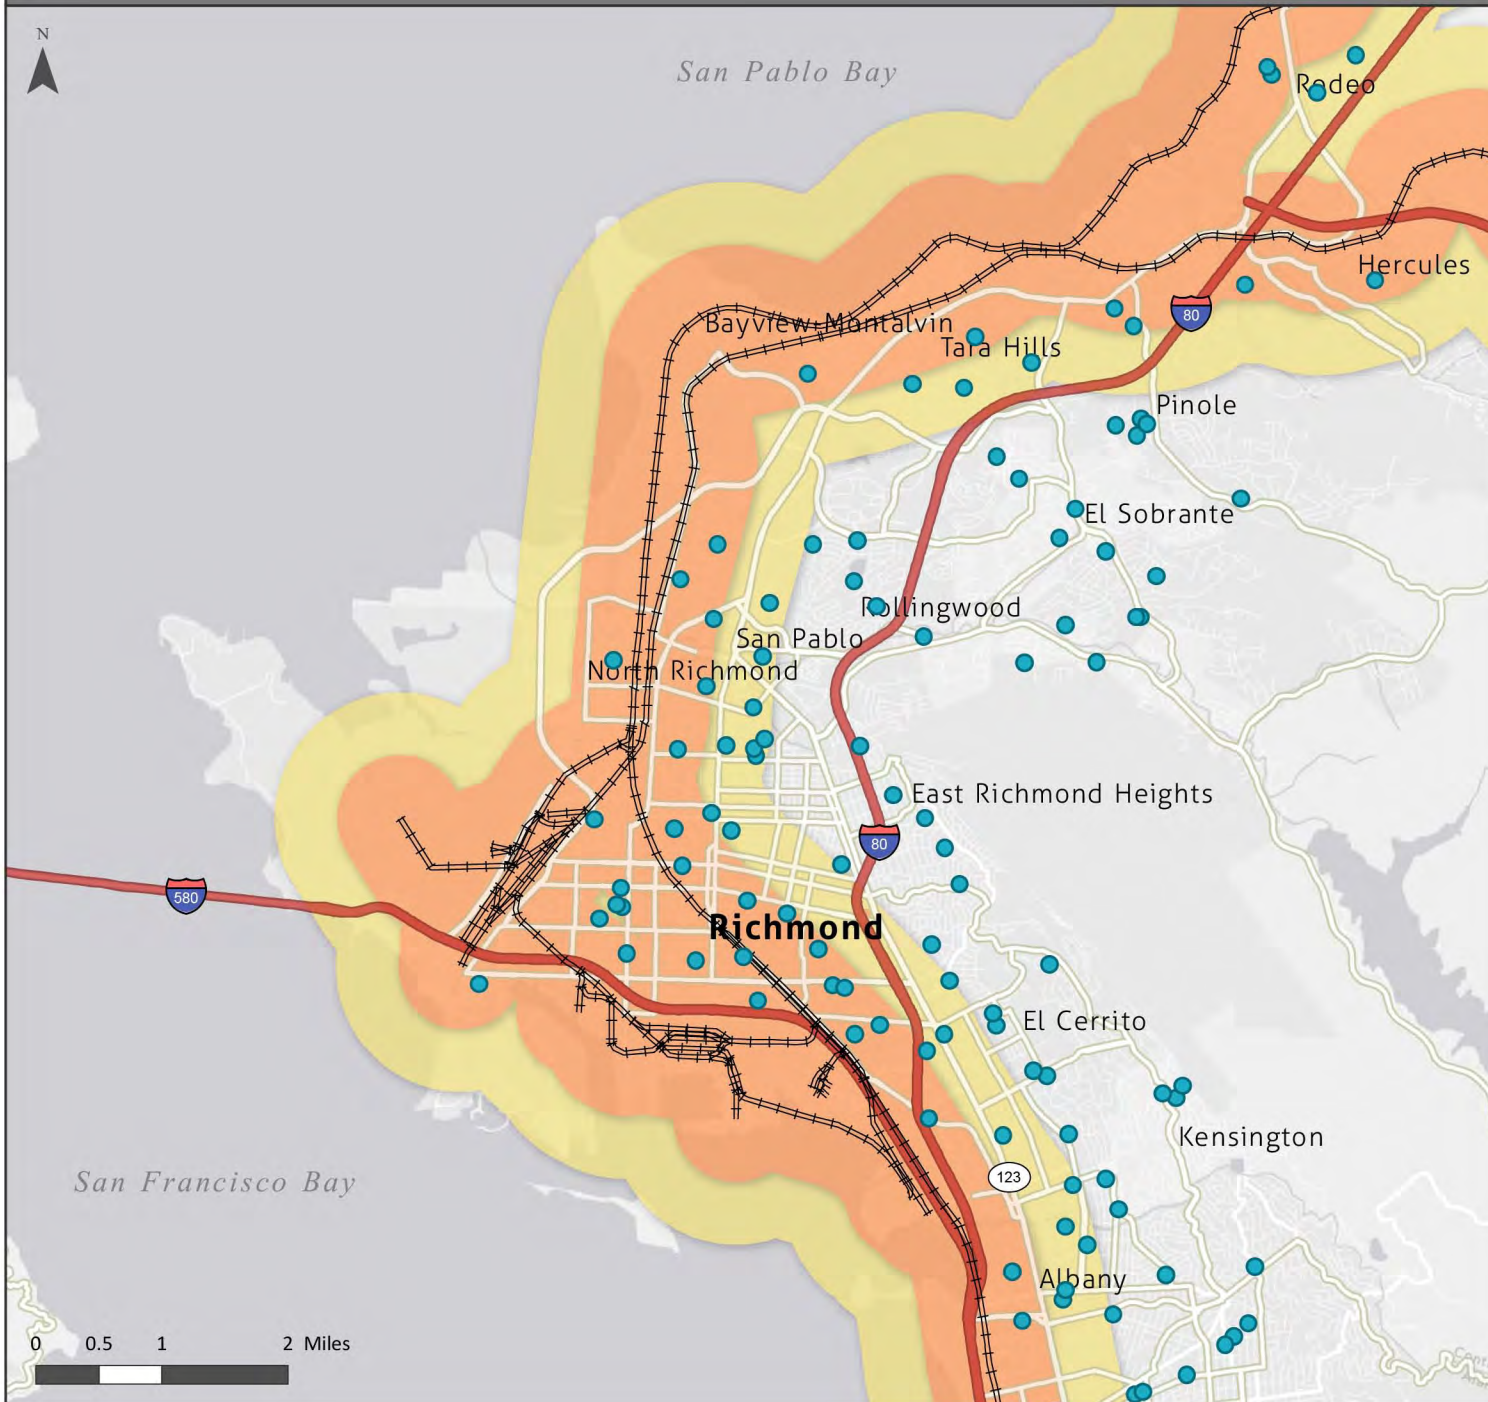 N
San Pablo Bay
Rodeo
Hercules
80
Bayview-Montalvin
Tara Hills
Pinole
El Sobrante
Rollingwood
San Pablo
North Richmond
East Richmond Heights
80
580
Richmond
El Cerrito
Kensington
123
San Francisco Bay
Albany
0 0.5 1 2 Miles